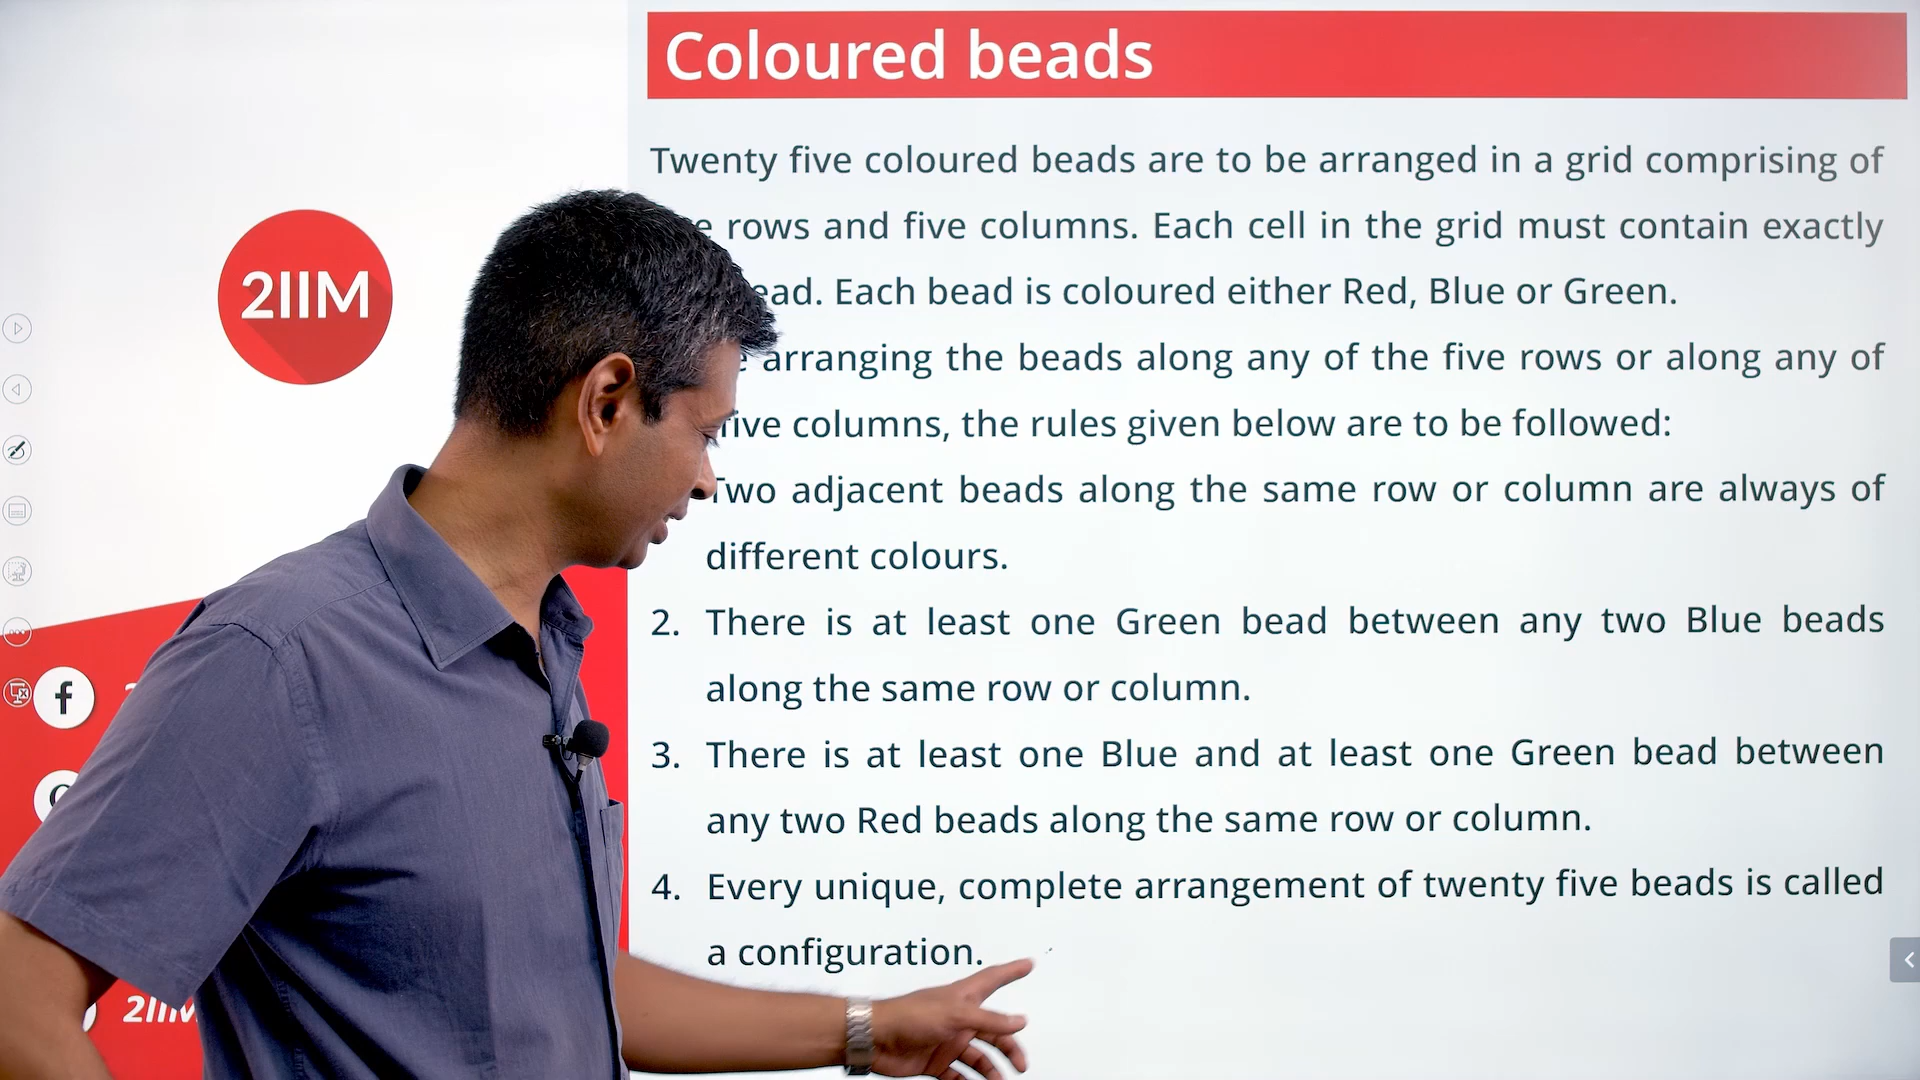 Coloured beads
Twenty five coloured beads are to be arranged in a grid comprising of
rows and five columns. Each cell in the grid must contain exactly
Each bead is coloured either Red, Blue or Green.
arranging the beads along any of the five rows or along any of
five columns, the rules given below are to be followed:
Two adjacent beads along the same row or column are always of
different colours.
2. There is at least one Green bead between any two Blue beads
along the same row or column.
3. There is at least one Blue and at least one Green bead between
any two Red beads along the same row or column.
4. Every unique, complete arrangement of twenty five beads is called
a configuration.
2IIM
f